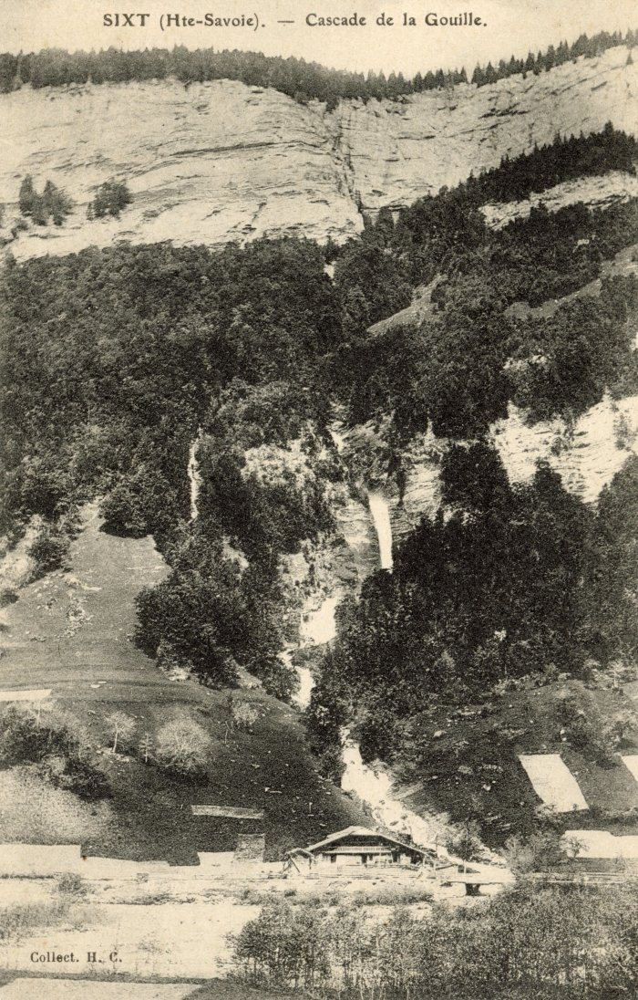 SIXT (Hte-Savoie). — Cascade de la Gouille.
Collect. H. C.